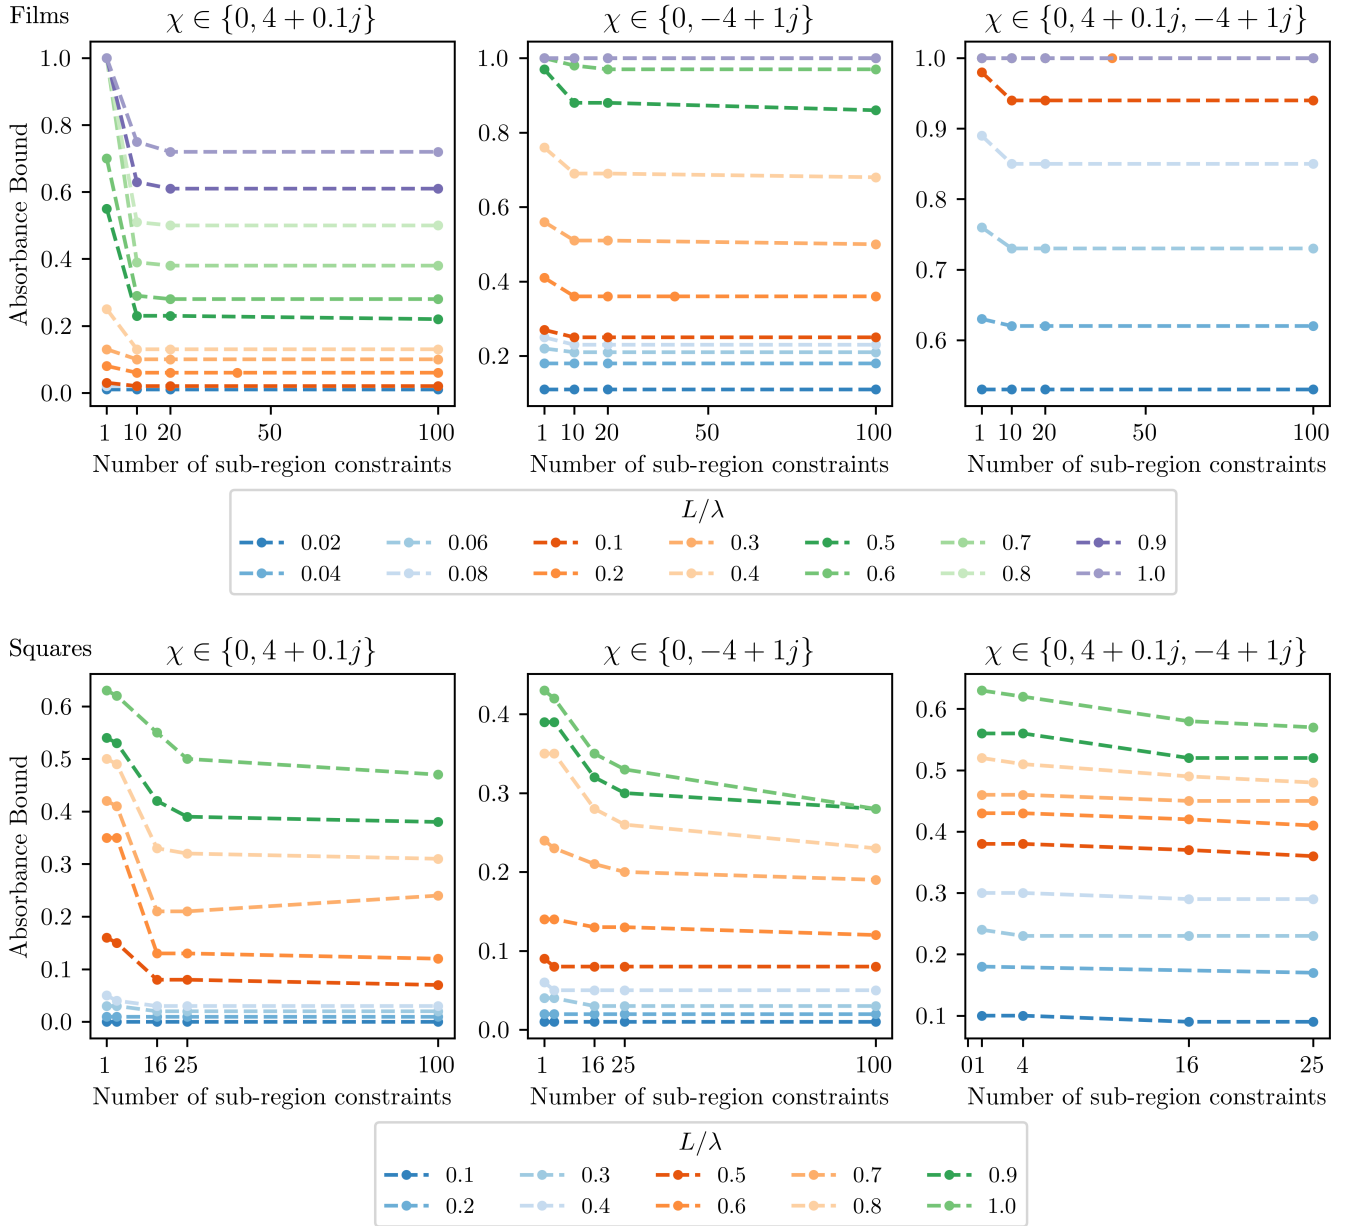 Films
χ ∈ {0, 4 + 0.1j}
χ ∈ {0, −4 + 1j}
χ ∈ {0, 4 + 0.1j, −4 + 1j}
Absorbance Bound
1.0
0.8
0.6
0.4
0.2
0.0
1 10 20 50 100
Number of sub-region constraints
1.0
0.8
0.6
0.4
0.2
1 10 20 50 100
Number of sub-region constraints
1.0
0.9
0.8
0.7
0.6
1 10 20 50 100
Number of sub-region constraints
L/λ
0.02 0.06 0.1 0.3 0.5 0.7 0.9
0.04 0.08 0.2 0.4 0.6 0.8 1.0
Squares
χ ∈ {0, 4 + 0.1j}
χ ∈ {0, −4 + 1j}
χ ∈ {0, 4 + 0.1j, −4 + 1j}
Absorbance Bound
0.6
0.5
0.4
0.3
0.2
0.1
0.0
1 16 25 100
Number of sub-region constraints
0.4
0.3
0.2
0.1
0.0
1 16 25 100
Number of sub-region constraints
0.6
0.5
0.4
0.3
0.2
0.1
0 1 4 16 25
Number of sub-region constraints
L/λ
0.1 0.3 0.5 0.7 0.9
0.2 0.4 0.6 0.8 1.0